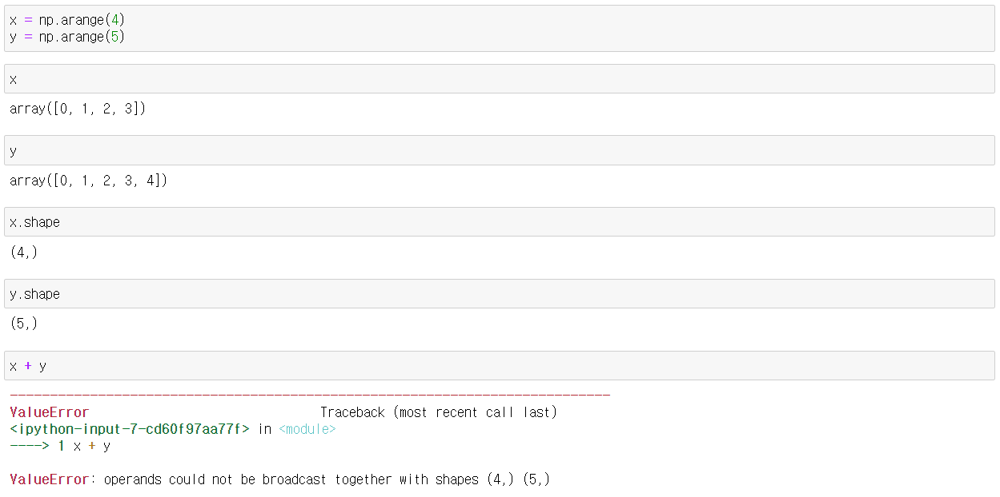 x = np.arange(4)
y = np.arange(5)
x
array([0, 1, 2, 3])
y
array([0, 1, 2, 3, 4])
x.shape
(4,)
y.shape
(5,)
x + y
---------------------------------------------------------------------------
ValueError                                Traceback (most recent call last)
<ipython-input-7-cd60f97aa77f> in <module>
----> 1 x + y
ValueError: operands could not be broadcast together with shapes (4,) (5,)